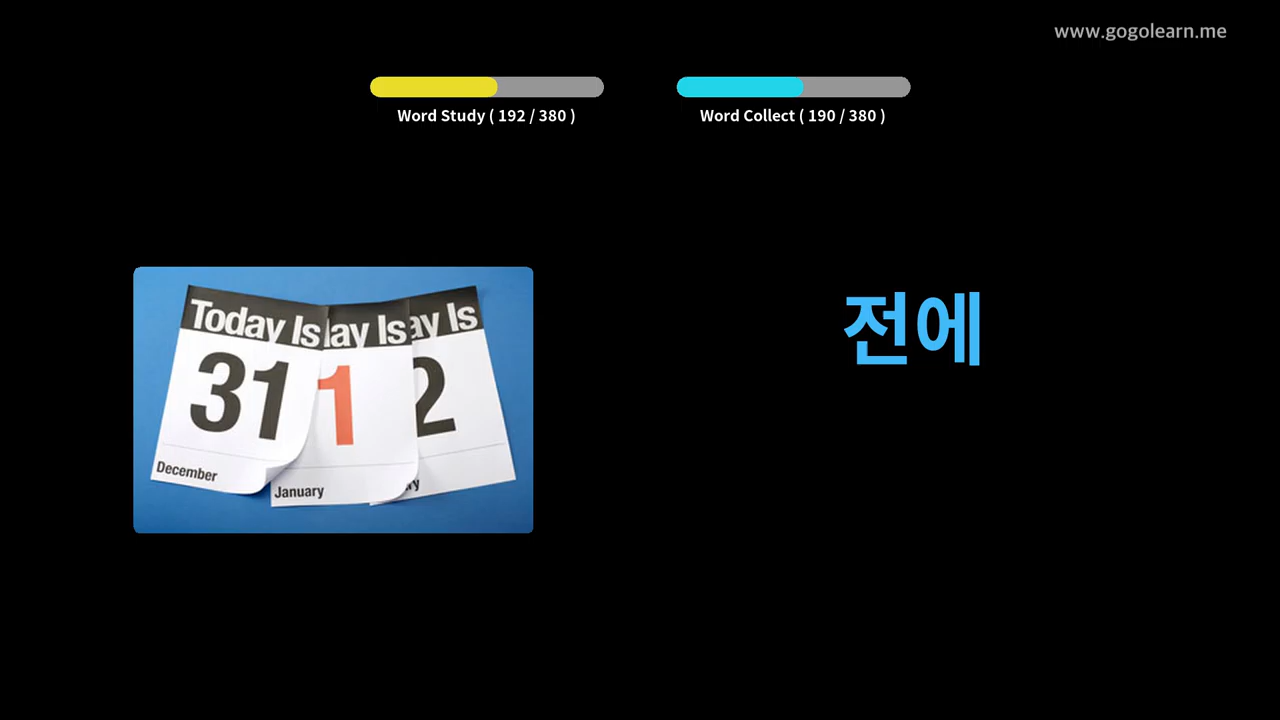 www.gogolearn.me
Word Study ( 192 / 380 )
Word Collect ( 190 / 380 )
Today Is
31
December
ay Is
1
January
ay Is
2
ry
전에